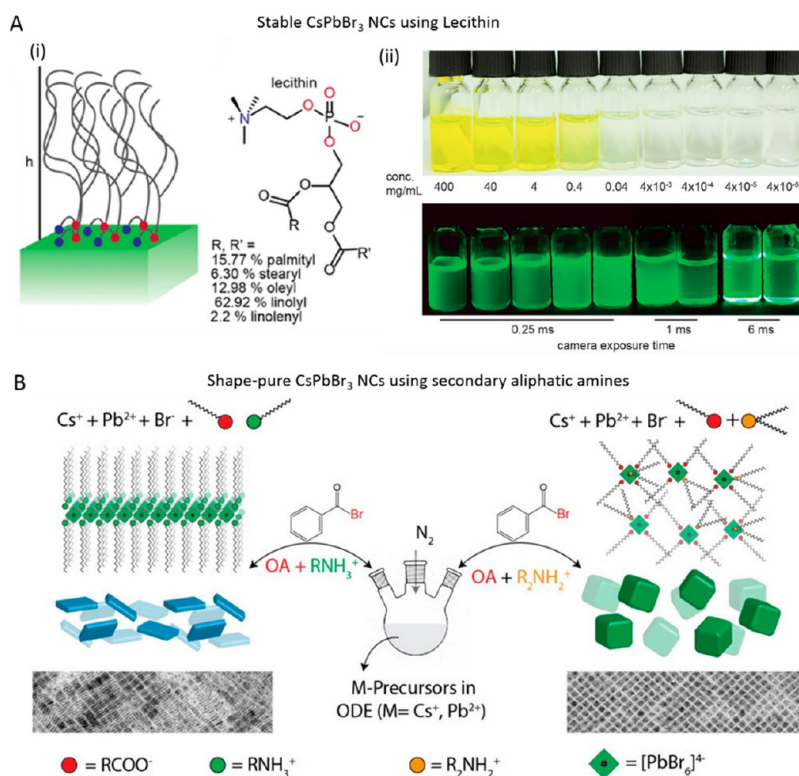 A
Stable CsPbBr₃ NCs using Lecithin
(i)
h
lecithin
N
+
O
O
P
O⁻
O
O
O
R
O
O
R'
R, R' =
15.77 % palmityl
6.30 % stearyl
12.98 % oleyl
62.92 % linolyl
2.2 % linolenyl
(ii)
conc.
mg/mL
400 40 4 0.4 0.04 4x10⁻³ 4x10⁻⁴ 4x10⁻⁵ 4x10⁻⁶
0.25 ms 1 ms 6 ms
camera exposure time
B
Shape-pure CsPbBr₃ NCs using secondary aliphatic amines
Cs⁺ + Pb²⁺ + Br⁻ +
Cs⁺ + Pb²⁺ + Br⁻ + +
O
Br
N₂
O
Br
OA + RNH₃⁺
OA + R₂NH₂⁺
M-Precursors in
ODE (M= Cs⁺, Pb²⁺)
= RCOO⁻ = RNH₃⁺ = R₂NH₂⁺ = [PbBr₆]⁴⁻